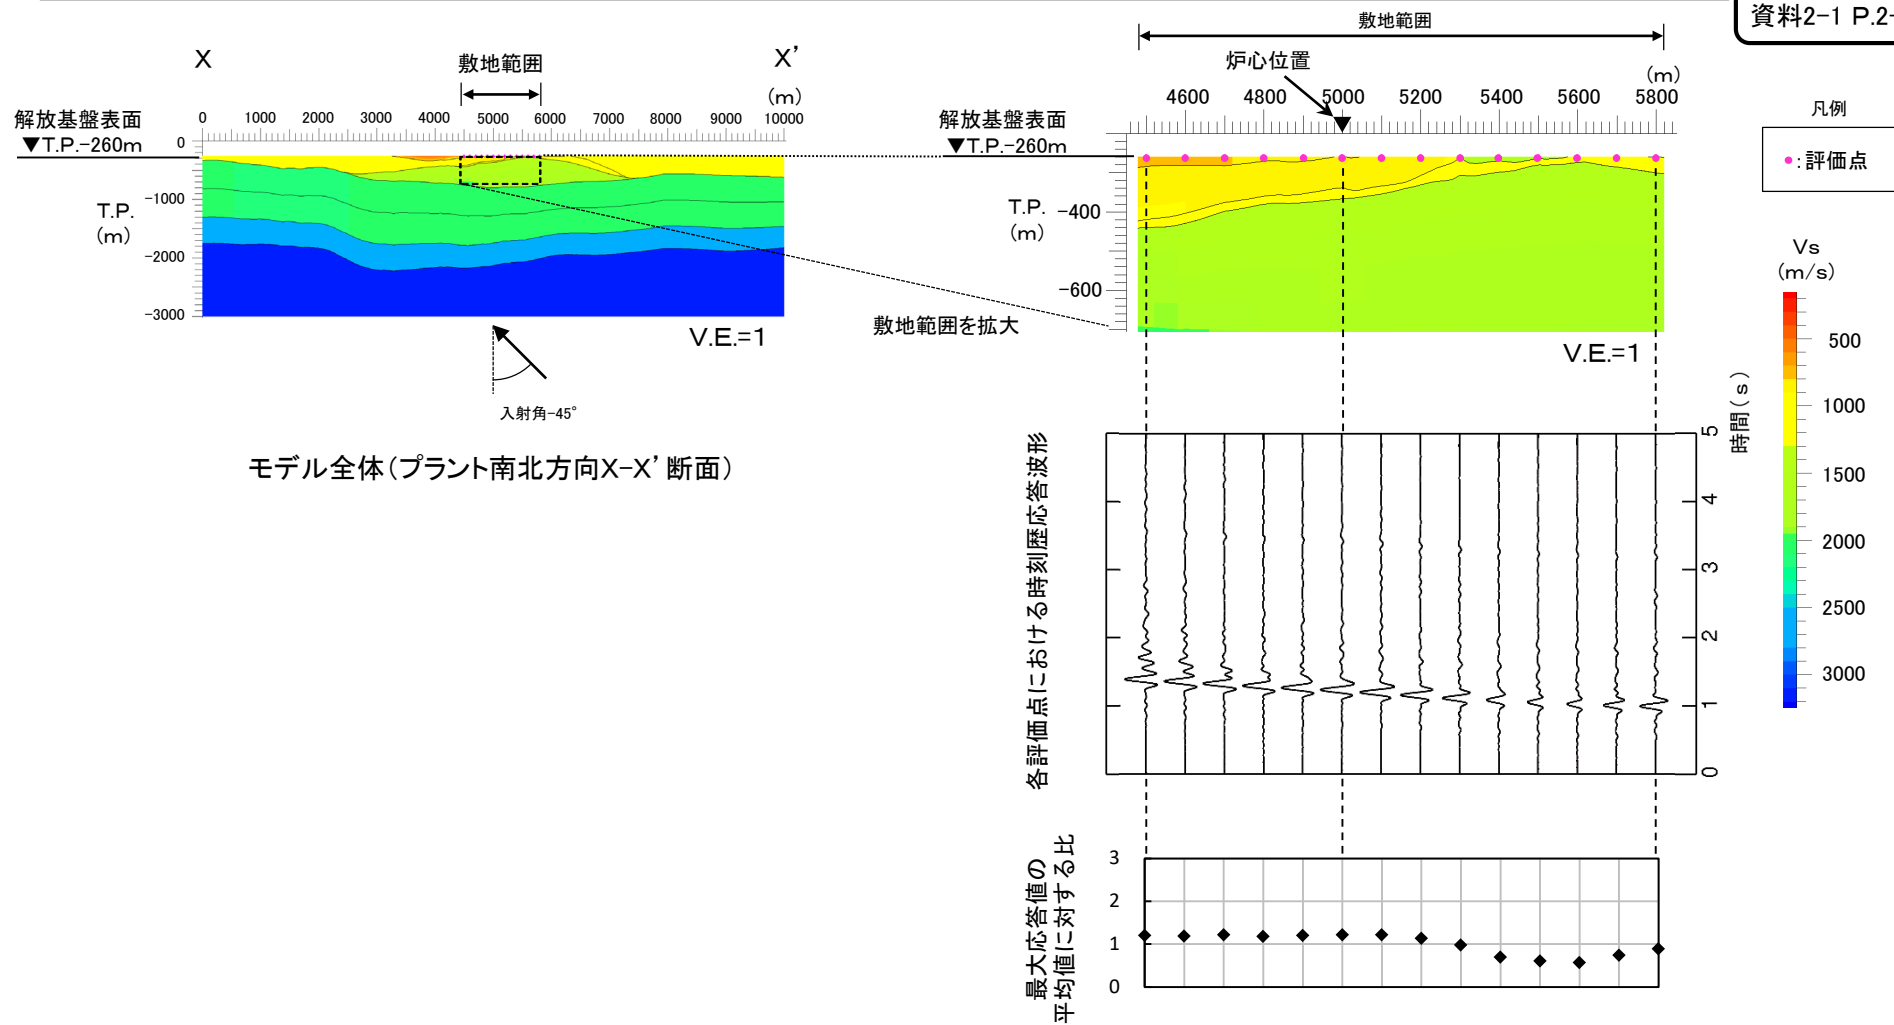 資料2-1 P.2-
X
X’
敷地範囲
(m)
0 1000 2000 3000 4000 5000 6000 7000 8000 9000 10000
解放基盤表面
▼T.P.-260m
0
-1000
-2000
-3000
T.P.
(m)
V.E.=1
入射角-45°
モデル全体(プラント南北方向X-X’断面)
敷地範囲
炉心位置
(m)
4600 4800 5000 5200 5400 5600 5800
解放基盤表面
▼T.P.-260m
T.P.
(m)
-400
-600
敷地範囲を拡大
V.E.=1
凡例
●:評価点
Vs
(m/s)
500
1000
1500
2000
2500
3000
各評価点における時刻歴応答波形
時間(s)
5
4
3
2
1
0
最大応答値の
平均値に対する比
3
2
1
0